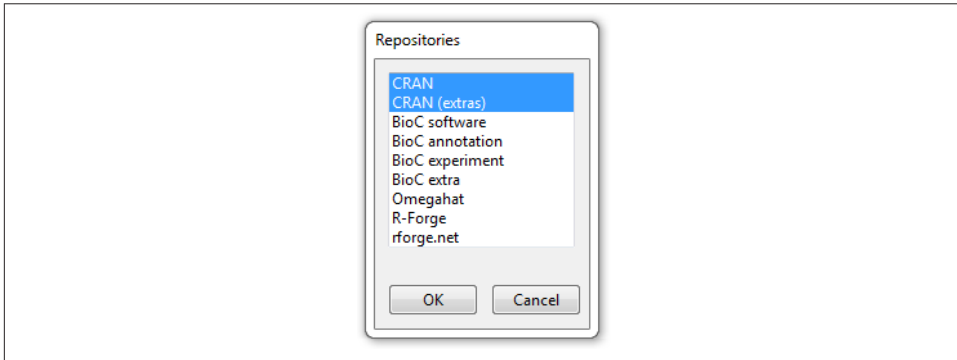 Repositories
CRAN
CRAN (extras)
BioC software
BioC annotation
BioC experiment
BioC extra
Omegahat
R-Forge
rforge.net
OK Cancel